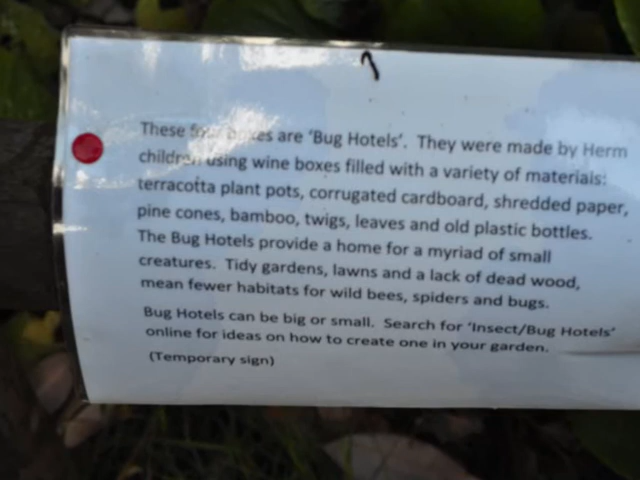 These four boxes are 'Bug Hotels'. They were made by Herm
children using wine boxes filled with a variety of materials:
terracotta plant pots, corrugated cardboard, shredded paper,
pine cones, bamboo, twigs, leaves and old plastic bottles.
The Bug Hotels provide a home for a myriad of small
creatures. Tidy gardens, lawns and a lack of dead wood,
mean fewer habitats for wild bees, spiders and bugs.
Bug Hotels can be big or small. Search for 'Insect/Bug Hotels'
online for ideas on how to create one in your garden.
(Temporary sign)